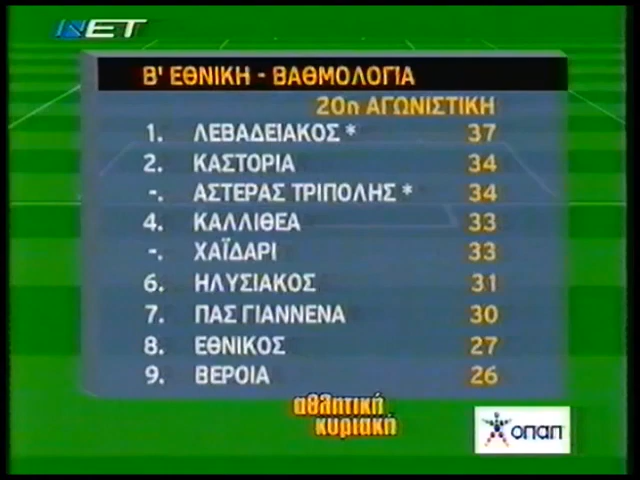 NET
Β' ΕΘΝΙΚΗ - ΒΑΘΜΟΛΟΓΙΑ
20η ΑΓΩΝΙΣΤΙΚΗ
1. ΛΕΒΑΔΕΙΑΚΟΣ * 37
2. ΚΑΣΤΟΡΙΑ 34
-. ΑΣΤΕΡΑΣ ΤΡΙΠΟΛΗΣ * 34
4. ΚΑΛΛΙΘΕΑ 33
-. ΧΑΪΔΑΡΙ 33
6. ΗΛΥΣΙΑΚΟΣ 31
7. ΠΑΣ ΓΙΑΝΝΕΝΑ 30
8. ΕΘΝΙΚΟΣ 27
9. ΒΕΡΟΙΑ 26
αθλητική
κυριακή
οπαπ